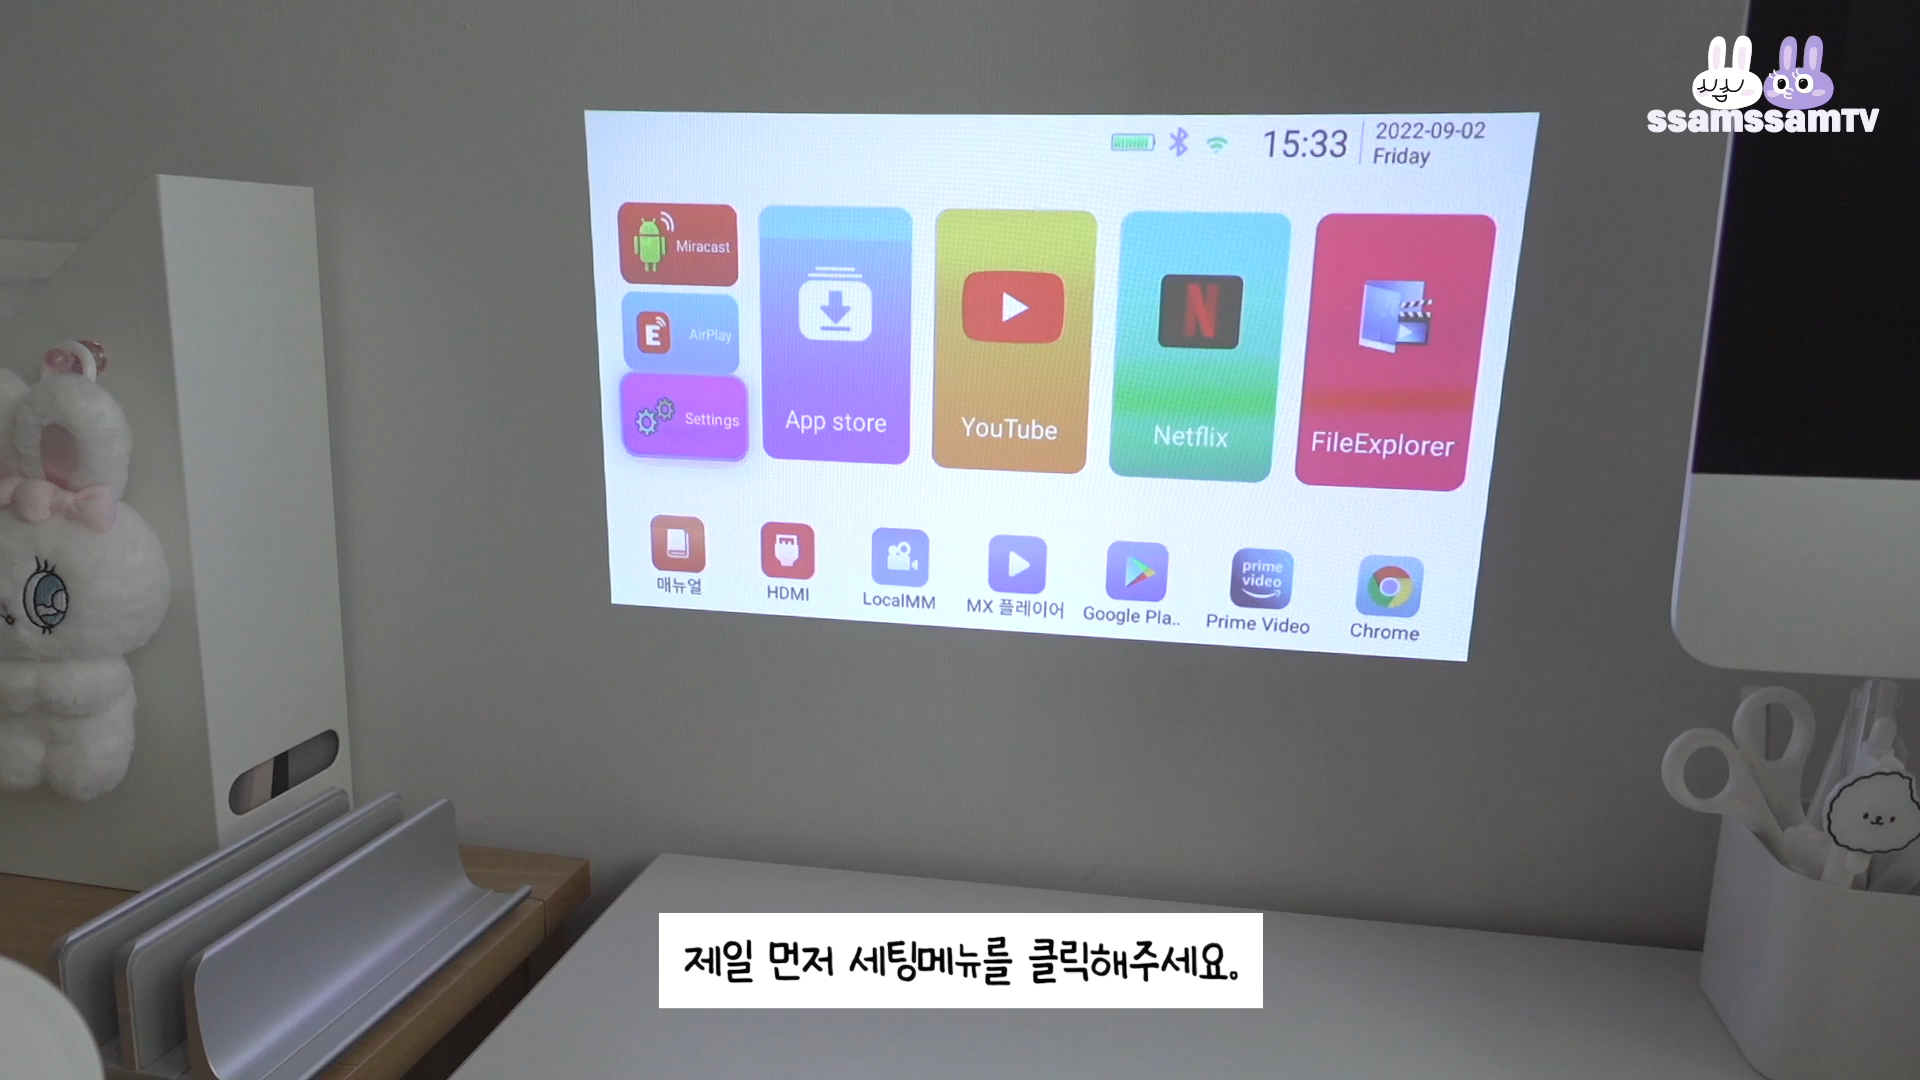 ssamssamTV
15:33
2022-09-02
Friday
Miracast
AirPlay
Settings
App store
YouTube
Netflix
FileExplorer
매뉴얼
HDMI
LocalMM
MX 플레이어
Google Pla..
prime
video
Prime Video
Chrome
제일 먼저 세팅메뉴를 클릭해주세요.